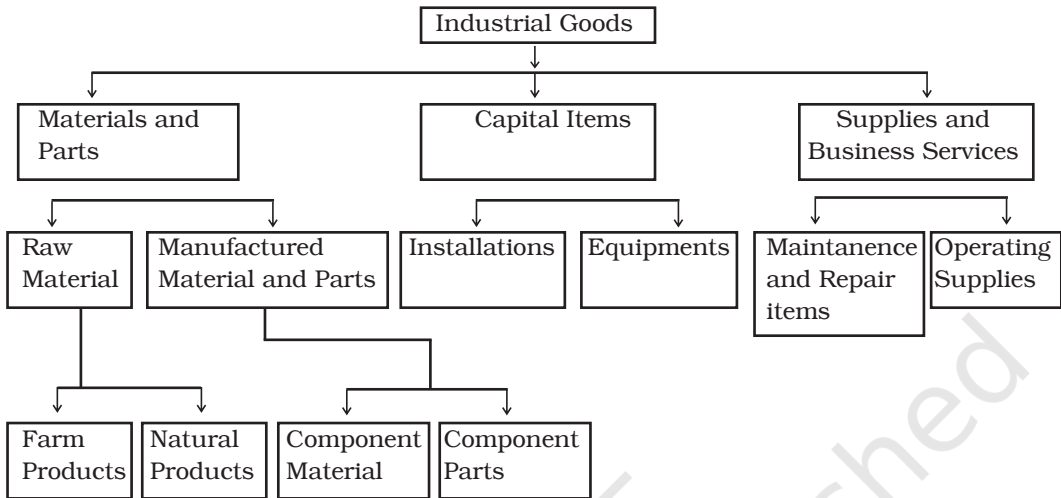 Industrial Goods
Materials and
Parts
Capital Items
Supplies and
Business Services
Raw
Material
Manufactured
Material and Parts
Installations
Equipments
Maintanence
and Repair
items
Operating
Supplies
Farm
Products
Natural
Products
Component
Material
Component
Parts
shed